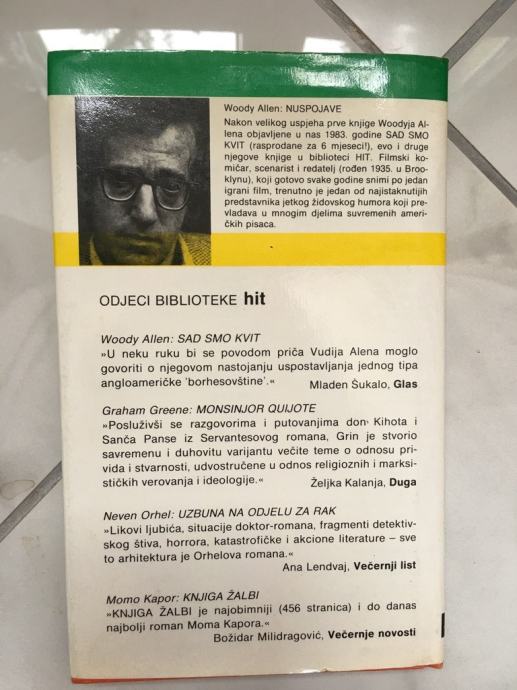 Woody Allen: NUSPOJAVE
Nakon velikog uspjeha prve knjige Woodyja Al-
lena objavljene u nas 1983. godine SAD SMO
KVIT (rasprodane za 6 mjeseci!), evo i druge
njegove knjige u biblioteci HIT. Filmski ko-
mičar, scenarist i redatelj (rođen 1935. u Broo-
klynu), koji gotovo svake godine snimi po jedan
igrani film, trenutno je jedan od najistaknutijih
predstavnika jetkog židovskog humora koji pre-
vladava u mnogim djelima suvremenih ameri-
čkih pisaca.
ODJECI BIBLIOTEKE hit
Woody Allen: SAD SMO KVIT
»U neku ruku bi se povodom priča Vudija Alena moglo
govoriti o njegovom nastojanju uspostavljanja jednog tipa
angloameričke 'borhesovštine'.«
Mladen Šukalo, Glas
Graham Greene: MONSINJOR QUIJOTE
»Posluživši se razgovorima i putovanjima don Kihota i
Sanča Panse iz Servantesovog romana, Grin je stvorio
savremenu i duhovitu varijantu večite teme o odnosu pri-
vida i stvarnosti, udvostručene u odnos religioznih i marksi-
stičkih verovanja i ideologije.«
Željka Kalanja, Duga
Neven Orhel: UZBUNA NA ODJELU ZA RAK
»Likovi ljubića, situacije doktor-romana, fragmenti detektiv-
skog štiva, horrora, katastrofičke i akcione literature – sve
to arhitektura je Orhelova romana.«
Ana Lendvaj, Večernji list
Momo Kapor: KNJIGA ŽALBI
»KNJIGA ŽALBI je najobimniji (456 stranica) i do danas
najbolji roman Moma Kapora.«
Božidar Milidragović, Večernje novosti